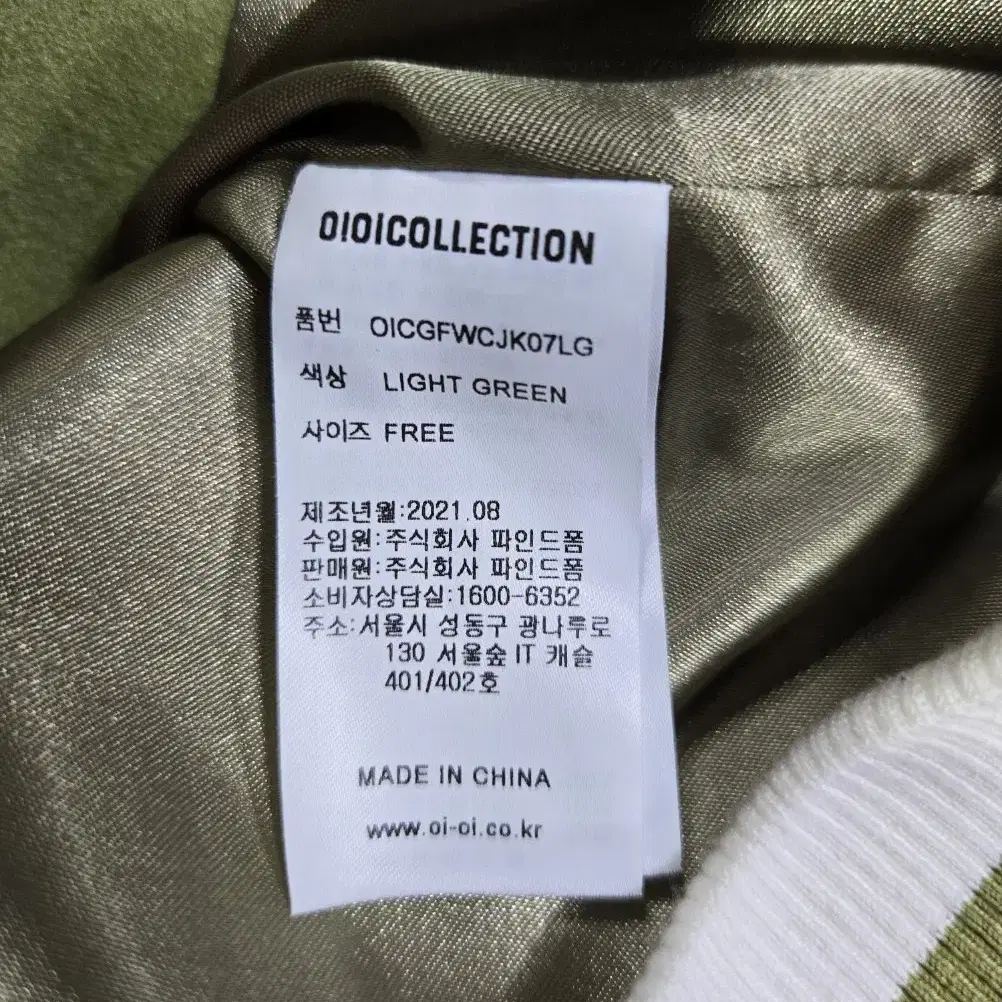 OIOICOLLECTION
품번 OICGFWCJK07LG
색상 LIGHT GREEN
사이즈 FREE
제조년월:2021.08
수입원:주식회사 파인드폼
판매원:주식회사 파인드폼
소비자상담실:1600-6352
주소:서울시 성동구 광나루로
130 서울숲 IT 캐슬
401/402호
MADE IN CHINA
www.oi-oi.co.kr